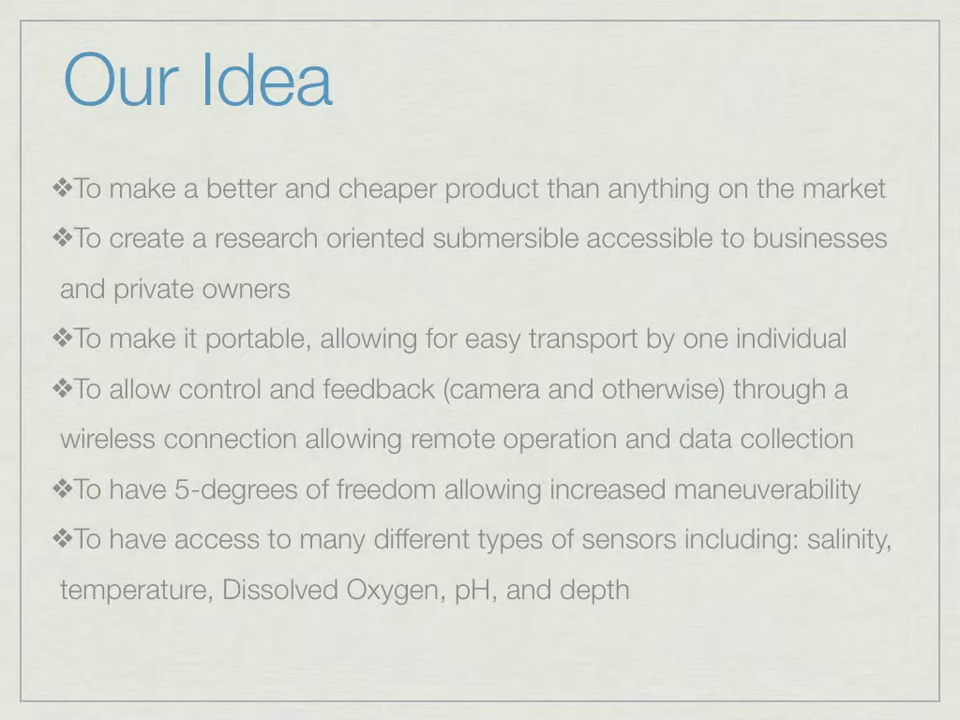 Our Idea
❖To make a better and cheaper product than anything on the market
❖To create a research oriented submersible accessible to businesses
and private owners
❖To make it portable, allowing for easy transport by one individual
❖To allow control and feedback (camera and otherwise) through a
wireless connection allowing remote operation and data collection
❖To have 5-degrees of freedom allowing increased maneuverability
❖To have access to many different types of sensors including: salinity,
temperature, Dissolved Oxygen, pH, and depth